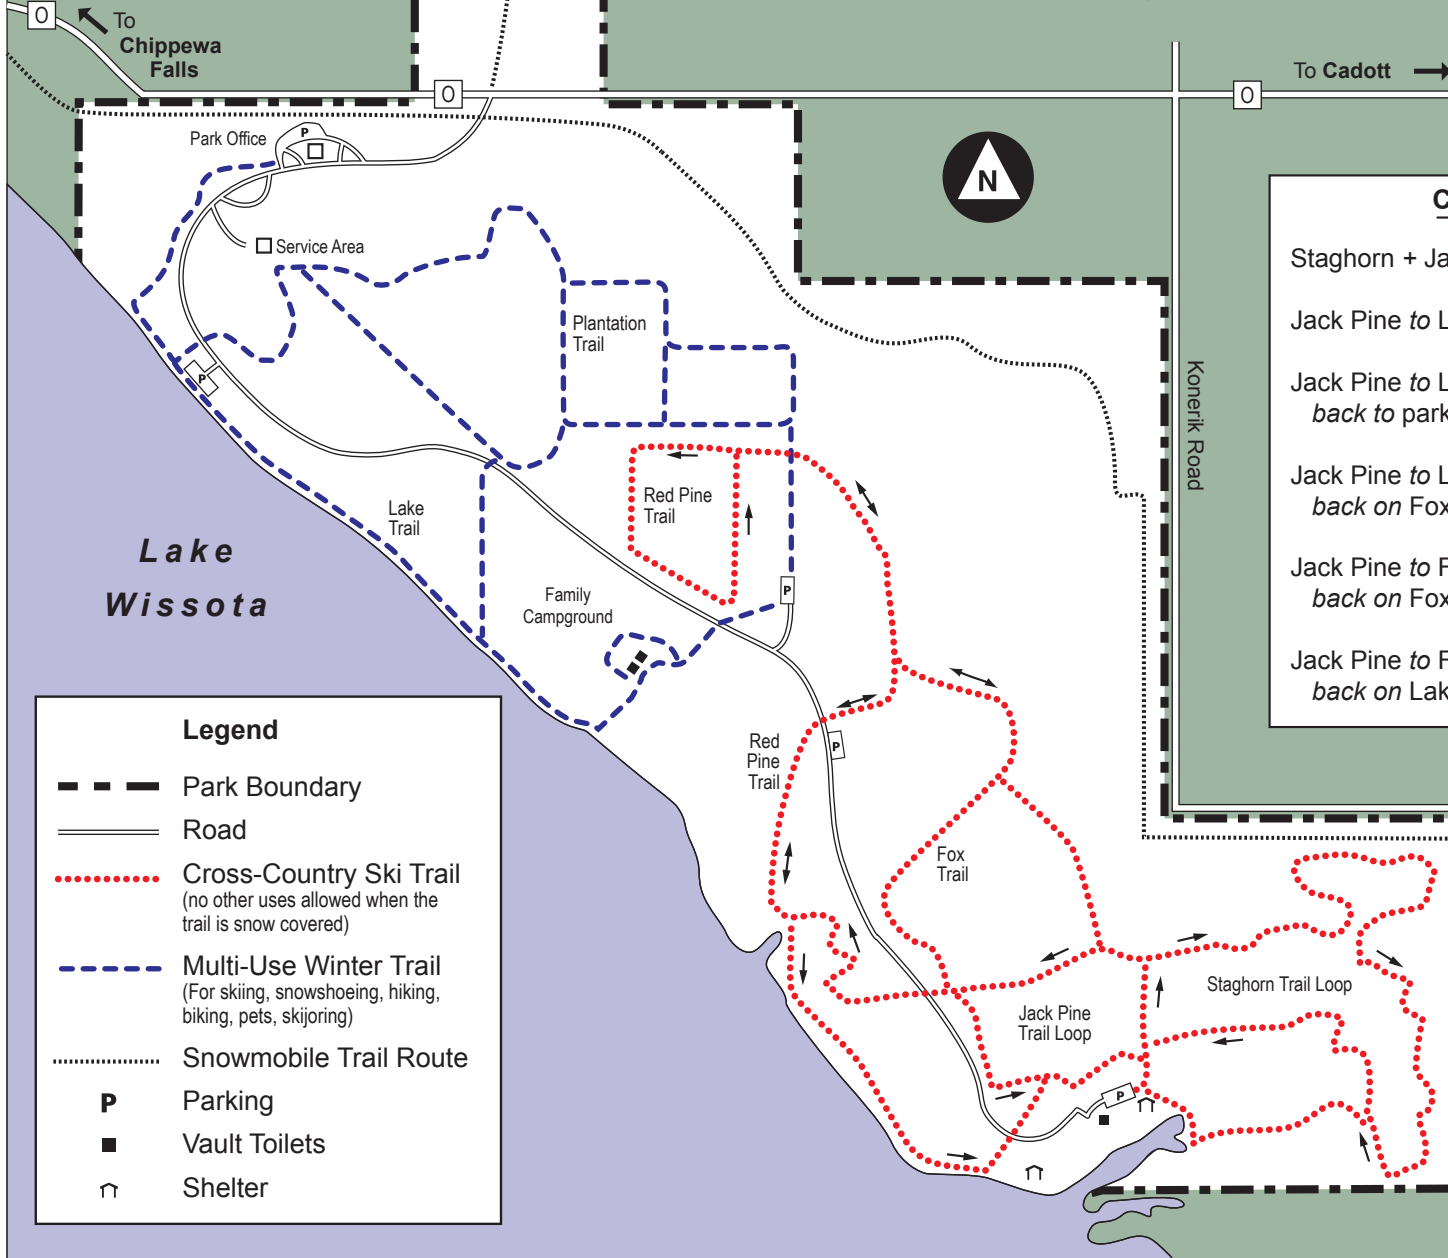 O
To
Chippewa
Falls
O
To Cadott
O
Park Office
P
N
Service Area
C
Staghorn + Ja
Jack Pine to L
Jack Pine to L
back to park
Jack Pine to L
back on Fox
Jack Pine to F
back on Fox
Jack Pine to F
back on Lak
Konerik Road
Plantation
Trail
P
Red Pine
Trail
Lake
Trail
Lake
Wissota
Family
Campground
P
Red
Pine
Trail
P
Fox
Trail
Staghorn Trail Loop
Jack Pine
Trail Loop
P
Legend
Park Boundary
Road
Cross-Country Ski Trail
(no other uses allowed when the
trail is snow covered)
Multi-Use Winter Trail
(For skiing, snowshoeing, hiking,
biking, pets, skijoring)
Snowmobile Trail Route
P Parking
Vault Toilets
Shelter